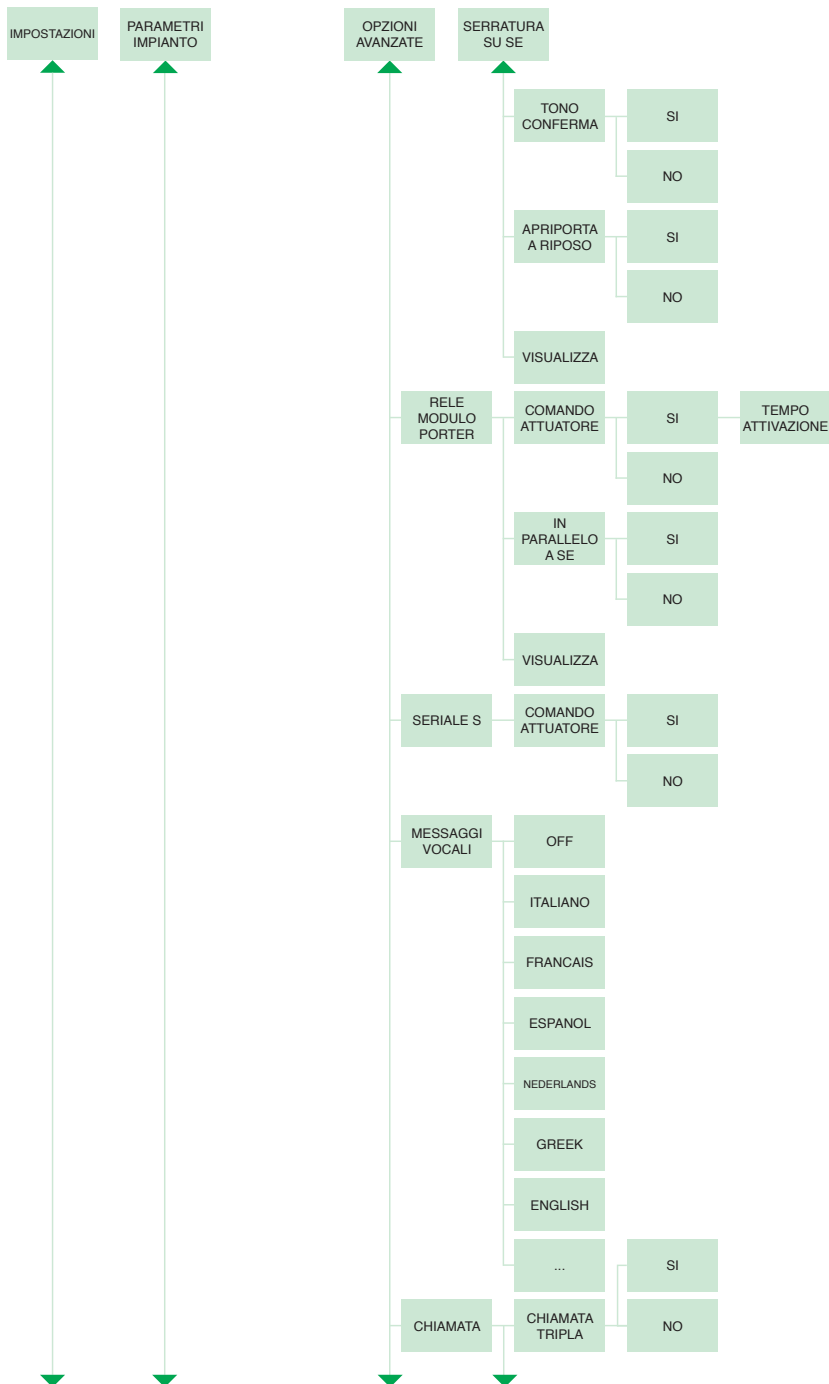 IMPOSTAZIONI
PARAMETRI
IMPIANTO
OPZIONI
AVANZATE
SERRATURA
SU SE
TONO
CONFERMA
SI
NO
APRIPORTA
A RIPOSO
SI
NO
VISUALIZZA
RELE
MODULO
PORTER
COMANDO
ATTUATORE
SI
TEMPO
ATTIVAZIONE
NO
IN
PARALLELO
A SE
SI
NO
VISUALIZZA
SERIALE S
COMANDO
ATTUATORE
SI
NO
MESSAGGI
VOCALI
OFF
ITALIANO
FRANCAIS
ESPANOL
NEDERLANDS
GREEK
ENGLISH
...
SI
CHIAMATA
CHIAMATA
TRIPLA
NO